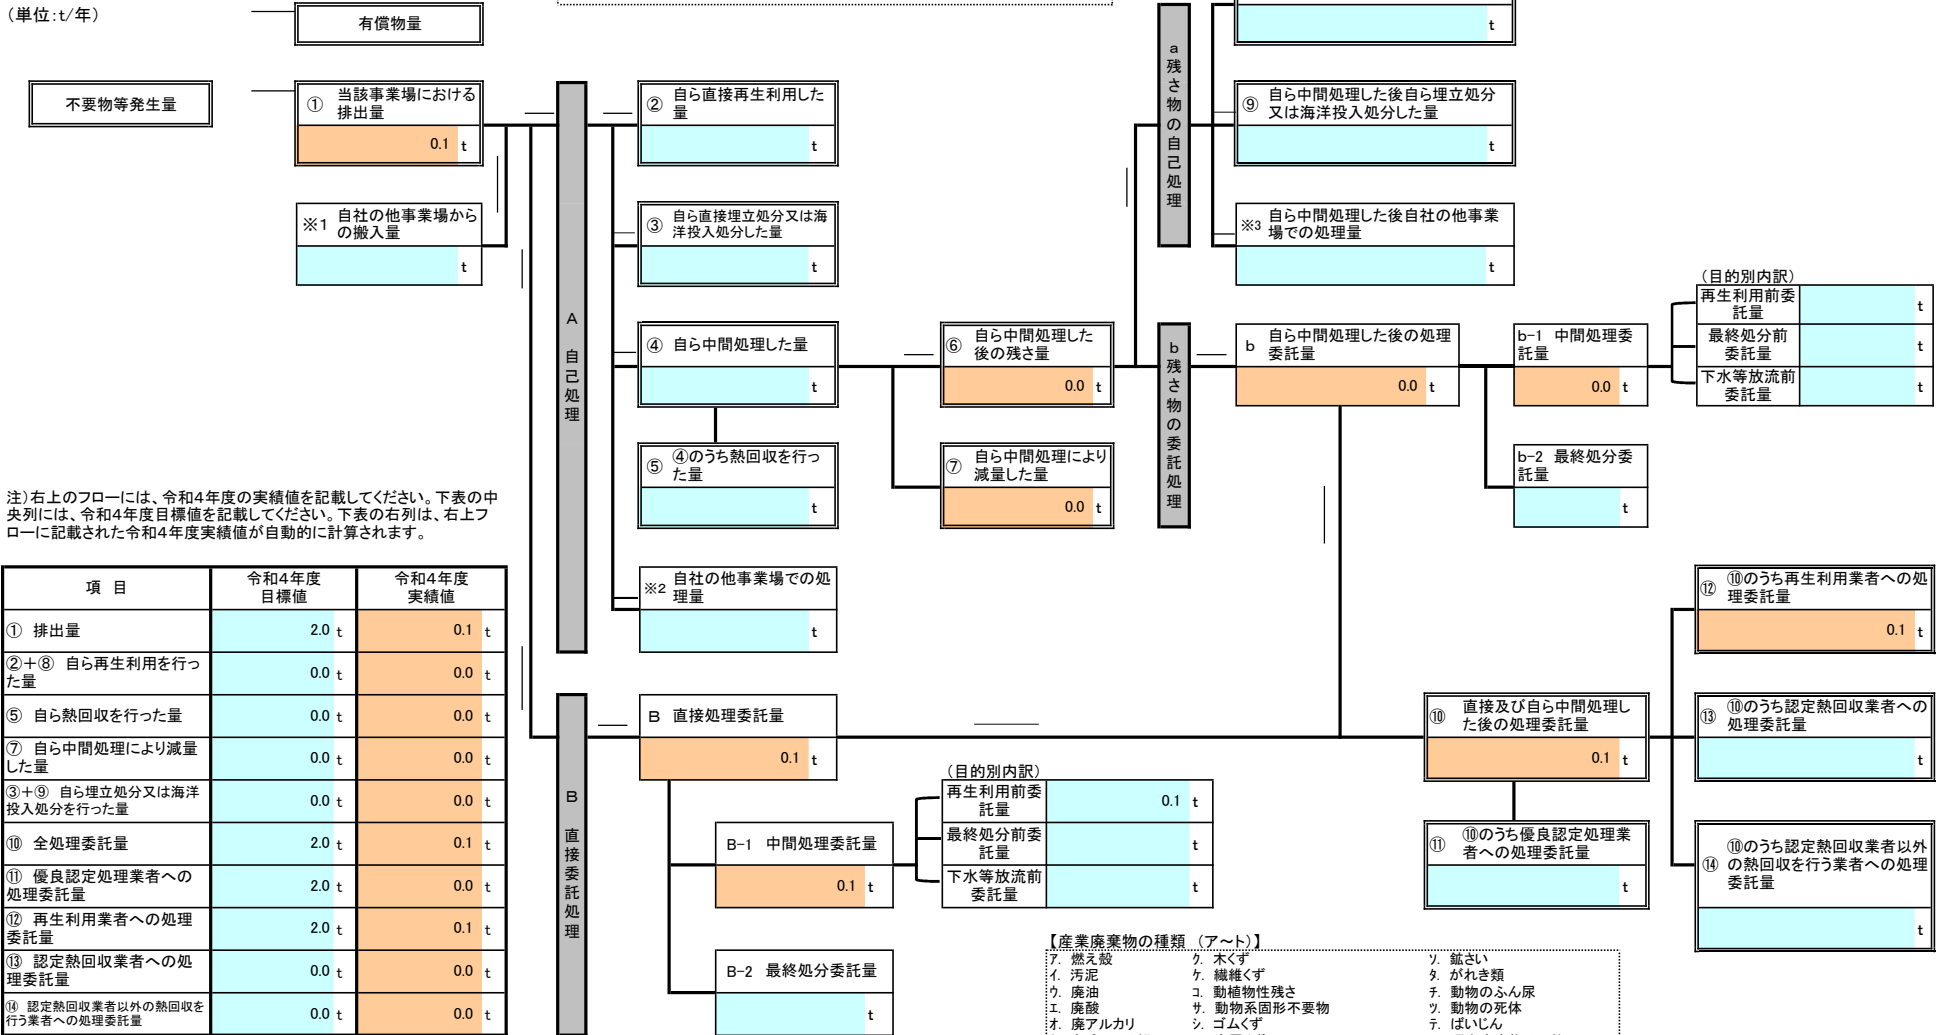 （単位：t/年）
有償物量
t
不要物等発生量
① 当該事業場における
排出量
0.1 t
※1 自社の他事業場から
の搬入量
t
A 自己処理
② 自ら直接再生利用した
量
t
③ 自ら直接埋立処分又は海
洋投入処分した量
t
④ 自ら中間処理した量
t
⑤ ④のうち熱回収を行っ
た量
t
※2 自社の他事業場での処
理量
t
⑥ 自ら中間処理した
後の残さ量
0.0 t
⑦ 自ら中間処理により
減量した量
0.0 t
a 残さ物の自己処理
⑨ 自ら中間処理した後自ら埋立処分
又は海洋投入処分した量
t
※3 自ら中間処理した後自社の他事業
場での処理量
t
b 残さ物の委託処理
b 自ら中間処理した後の処理
委託量
0.0 t
b-1 中間処理委
託量
0.0 t
（目的別内訳）
再生利用前委
託量
t
最終処分前
委託量
t
下水等放流前
委託量
t
b-2 最終処分委
託量
t
注）右上のフローには、令和４年度の実績値を記載してください。下表の中
央列には、令和４年度目標値を記載してください。下表の右列は、右上フ
ローに記載された令和４年度実績値が自動的に計算されます。
項 目 令和４年度
目標値 令和４年度
実績値
① 排出量 2.0 t 0.1 t
②＋⑧ 自ら再生利用を行っ
た量 0.0 t 0.0 t
⑤ 自ら熱回収を行った量 0.0 t 0.0 t
⑦ 自ら中間処理により減量
した量 0.0 t 0.0 t
③＋⑨ 自ら埋立処分又は海洋
投入処分を行った量 0.0 t 0.0 t
⑩ 全処理委託量 2.0 t 0.1 t
⑪ 優良認定処理業者への
処理委託量 2.0 t 0.0 t
⑫ 再生利用業者への処理
委託量 2.0 t 0.1 t
⑬ 認定熱回収業者への処
理委託量 0.0 t 0.0 t
⑭ 認定熱回収業者以外の熱回収を
行う業者への処理委託量 0.0 t 0.0 t
B 直接委託処理
B 直接処理委託量
0.1 t
B-1 中間処理委託量
0.1 t
（目的別内訳）
再生利用前委
託量
0.1 t
最終処分前委
託量
t
下水等放流前
委託量
t
B-2 最終処分委託量
t
⑩ 直接及び自ら中間処理し
た後の処理委託量
0.1 t
⑪ ⑩のうち優良認定処理業
者への処理委託量
t
⑫ ⑩のうち再生利用業者への処
理委託量
0.1 t
⑬ ⑩のうち認定熱回収業者への
処理委託量
t
⑭ ⑩のうち認定熱回収業者以外
の熱回収を行う業者への処理
委託量
t
【産業廃棄物の種類 （ア～ト）】
ア. 燃え殻 ク. 木くず ソ. 鉱さい
イ. 汚泥 ケ. 繊維くず タ. がれき類
ウ. 廃油 コ. 動植物性残さ チ. 動物のふん尿
エ. 廃酸 サ. 動物系固形不要物 ツ. 動物の死体
オ. 廃アルカリ シ. ゴムくず テ. ばいじん